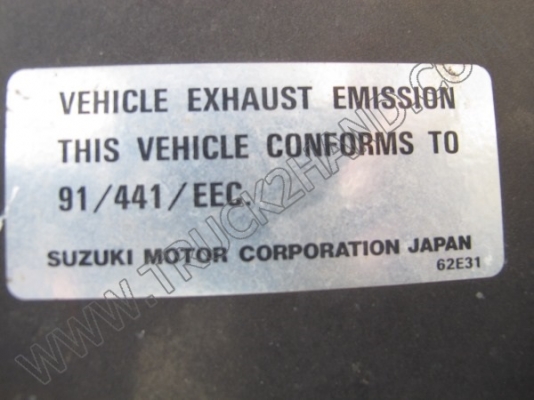 VEHICLE EXHAUST EMISSION
THIS VEHICLE CONFORMS TO
91/441/EEC.
SUZUKI MOTOR CORPORATION JAPAN
62E31
WWW.TRUCK2HAND.CO